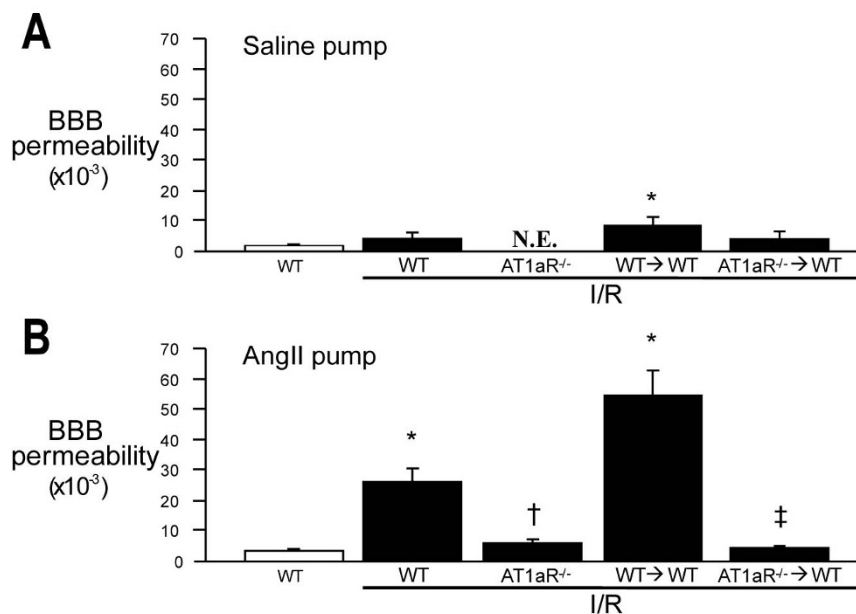 A
Saline pump
BBB
permeability
(x10⁻³)
70
60
50
40
30
20
10
0
*
N.E.
WT
WT
AT1aR⁻/⁻
WT→ WT
AT1aR⁻/⁻→ WT
I/R
B
AngII pump
BBB
permeability
(x10⁻³)
70
60
50
40
30
20
10
0
*
*
†
‡
WT
WT
AT1aR⁻/⁻
WT→ WT
AT1aR⁻/⁻→ WT
I/R